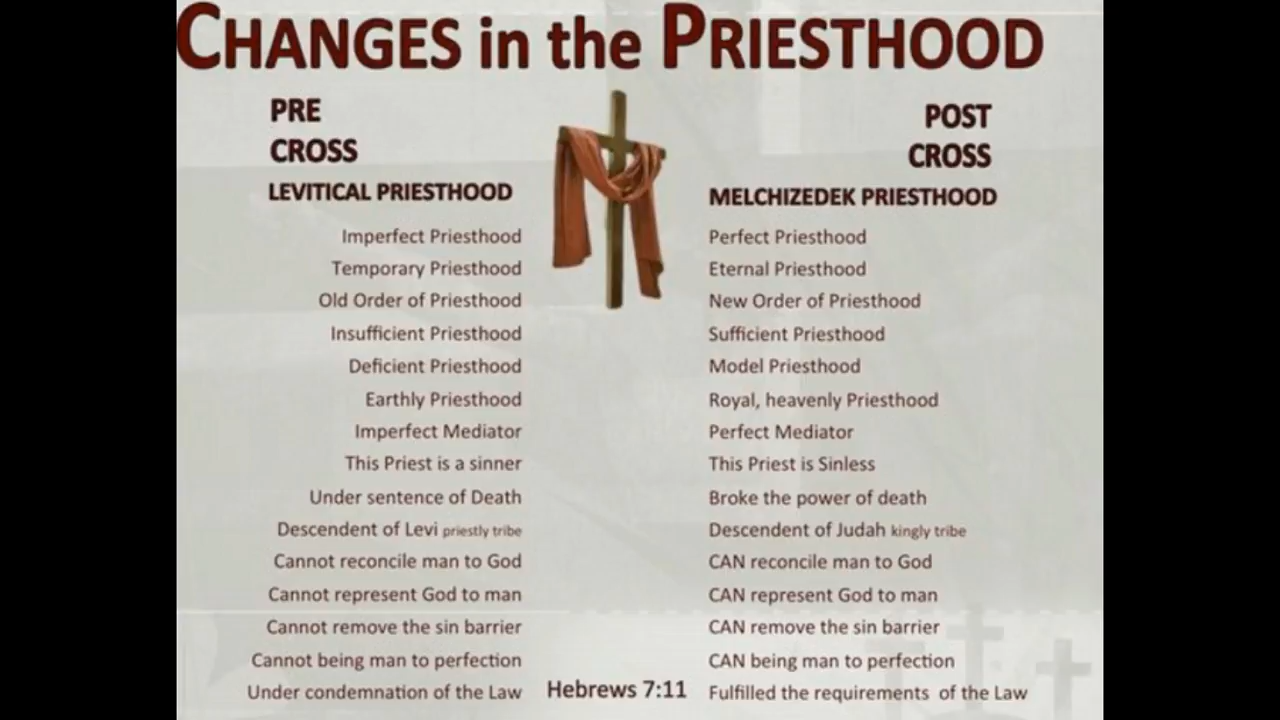 CHANGES in the PRIESTHOOD
PRE
CROSS
LEVITICAL PRIESTHOOD
Imperfect Priesthood
Temporary Priesthood
Old Order of Priesthood
Insufficient Priesthood
Deficient Priesthood
Earthly Priesthood
Imperfect Mediator
This Priest is a sinner
Under sentence of Death
Descendent of Levi priestly tribe
Cannot reconcile man to God
Cannot represent God to man
Cannot remove the sin barrier
Cannot being man to perfection
Under condemnation of the Law
Hebrews 7:11
POST
CROSS
MELCHIZEDEK PRIESTHOOD
Perfect Priesthood
Eternal Priesthood
New Order of Priesthood
Sufficient Priesthood
Model Priesthood
Royal, heavenly Priesthood
Perfect Mediator
This Priest is Sinless
Broke the power of death
Descendent of Judah kingly tribe
CAN reconcile man to God
CAN represent God to man
CAN remove the sin barrier
CAN being man to perfection
Fulfilled the requirements of the Law